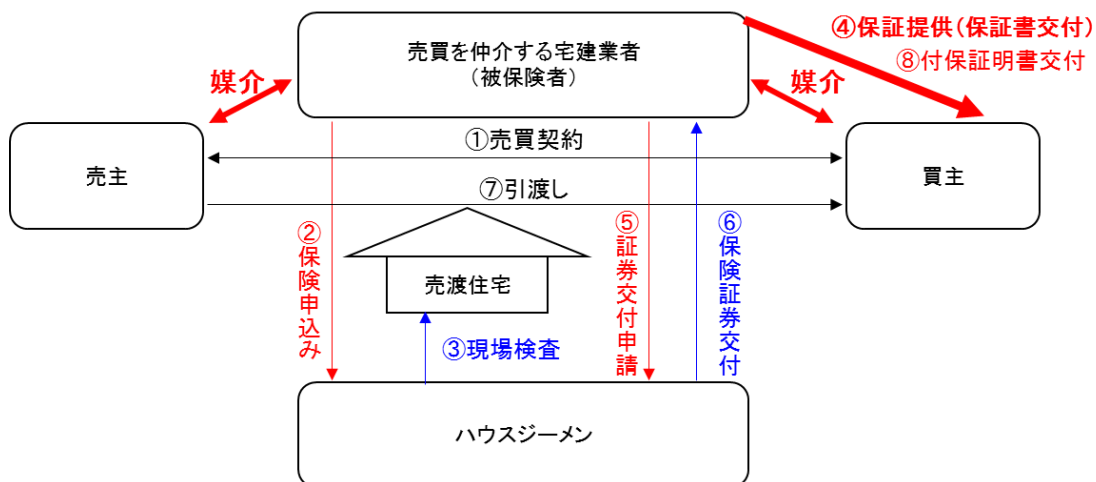 ④保証提供(保証書交付)
売買を仲介する宅建業者
(被保険者)
⑧付保証明書交付
媒介
媒介
①売買契約
売主
買主
⑦引渡し
②保険申込み
⑤証券交付申請
⑥保険証券交付
売渡住宅
③現場検査
ハウスジーメン